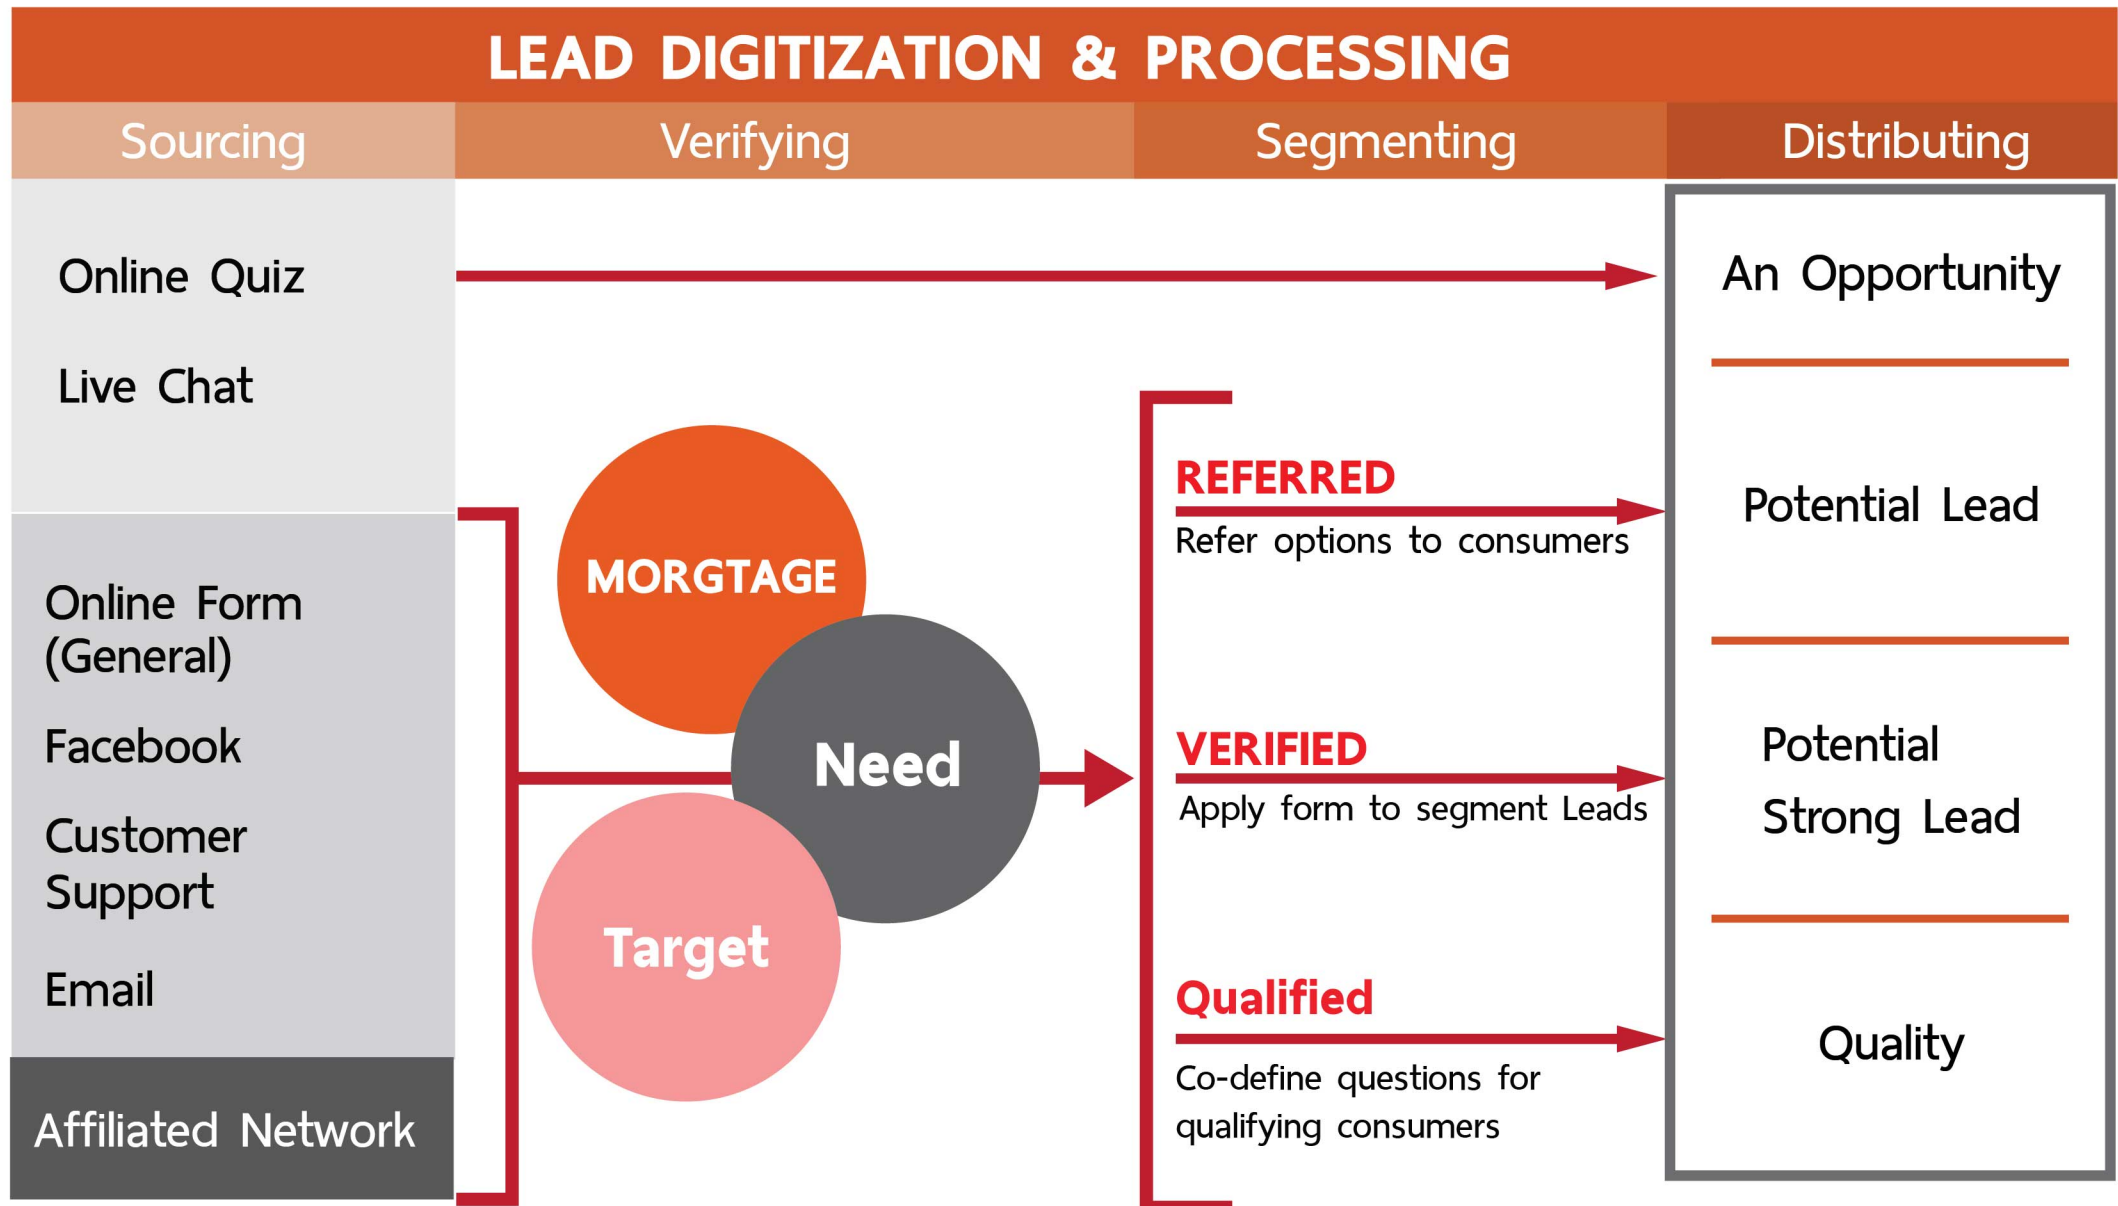 LEAD DIGITIZATION & PROCESSING
Sourcing
Verifying
Segmenting
Distributing
Online Quiz
Live Chat
Online Form
(General)
Facebook
Customer
Support
Email
Affiliated Network
MORGTAGE
Need
Target
REFERRED
Refer options to consumers
VERIFIED
Apply form to segment Leads
Qualified
Co-define questions for
qualifying consumers
An Opportunity
Potential Lead
Potential
Strong Lead
Quality